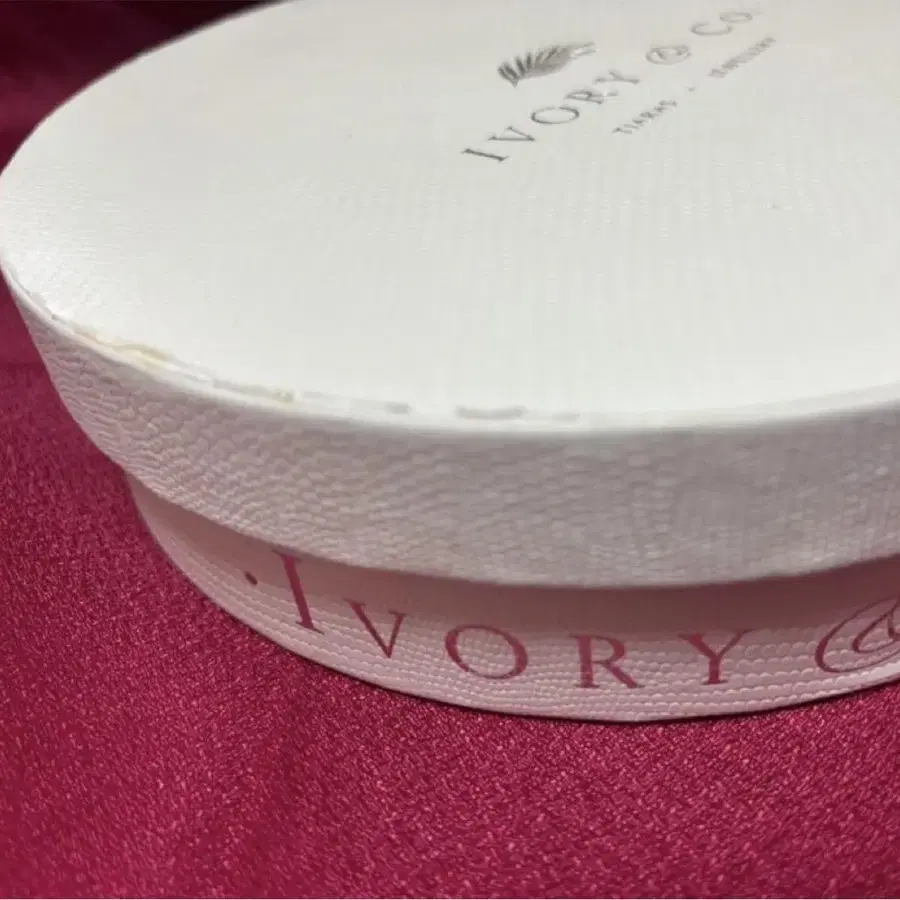 IVORY & CO.
TIARAS - JEWELLERY
· IVORY &